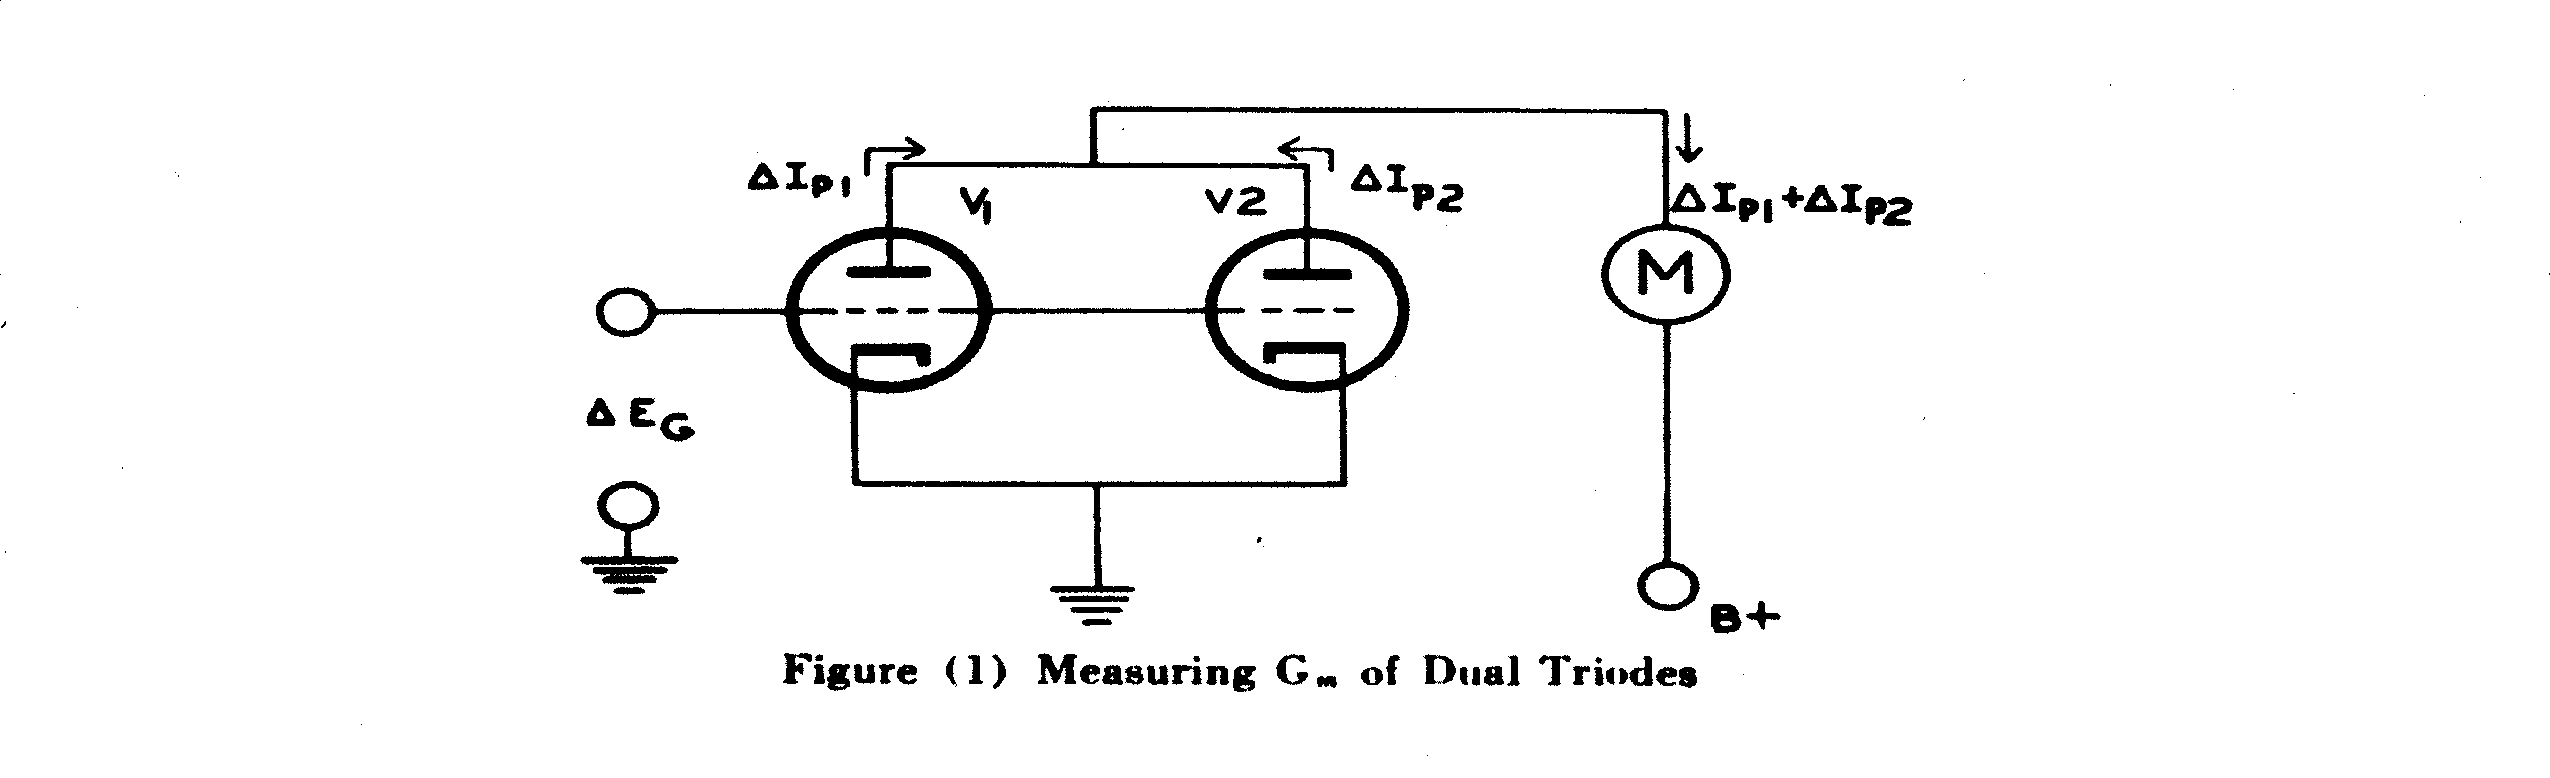 ΔIP1 V1 V2 ΔIP2
ΔIP1+ΔIP2
M
ΔEG
B+
Figure (1) Measuring Gm of Dual Triodes